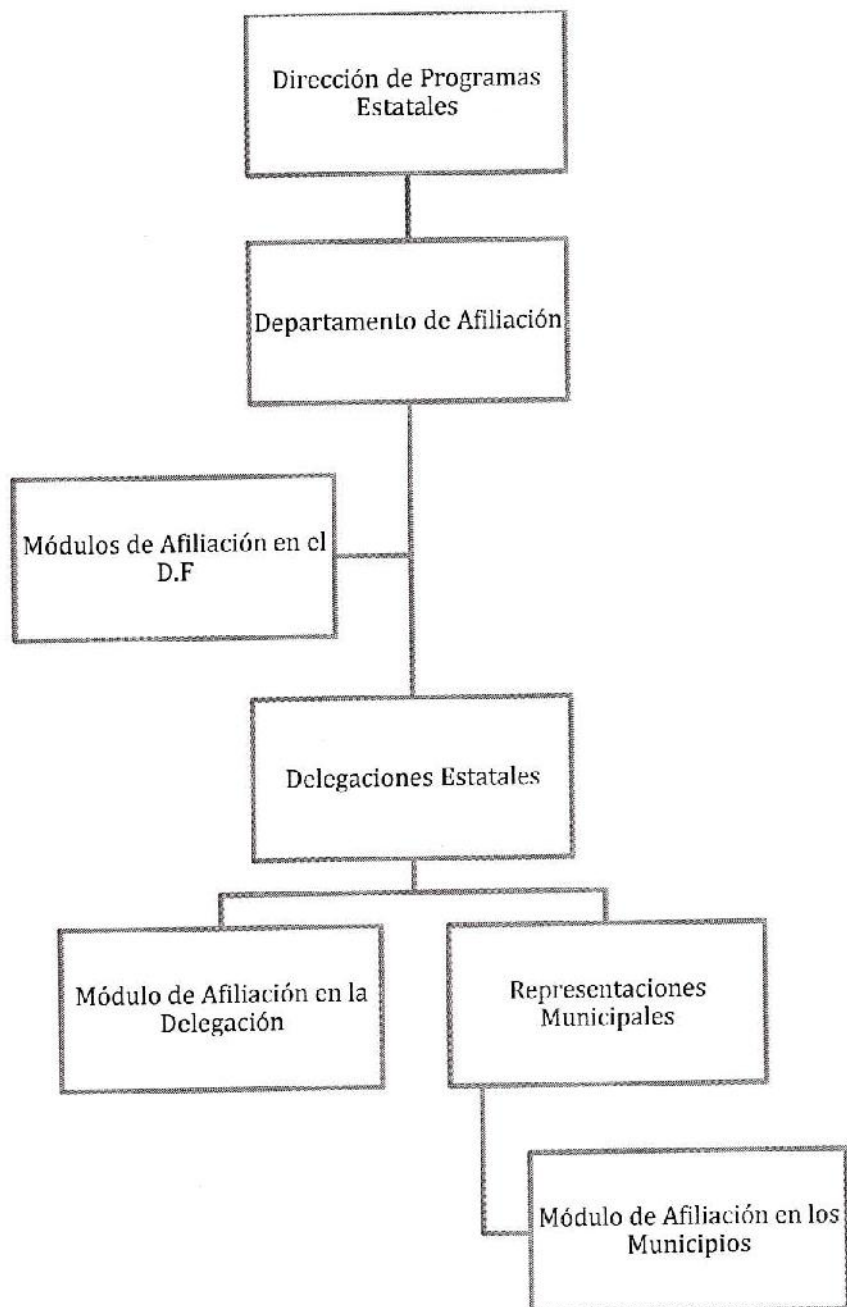 Dirección de Programas
Estatales
Departamento de Afiliación
Módulos de Afiliación en el
D.F
Delegaciones Estatales
Módulo de Afiliación en la
Delegación
Representaciones
Municipales
Módulo de Afiliación en los
Municipios